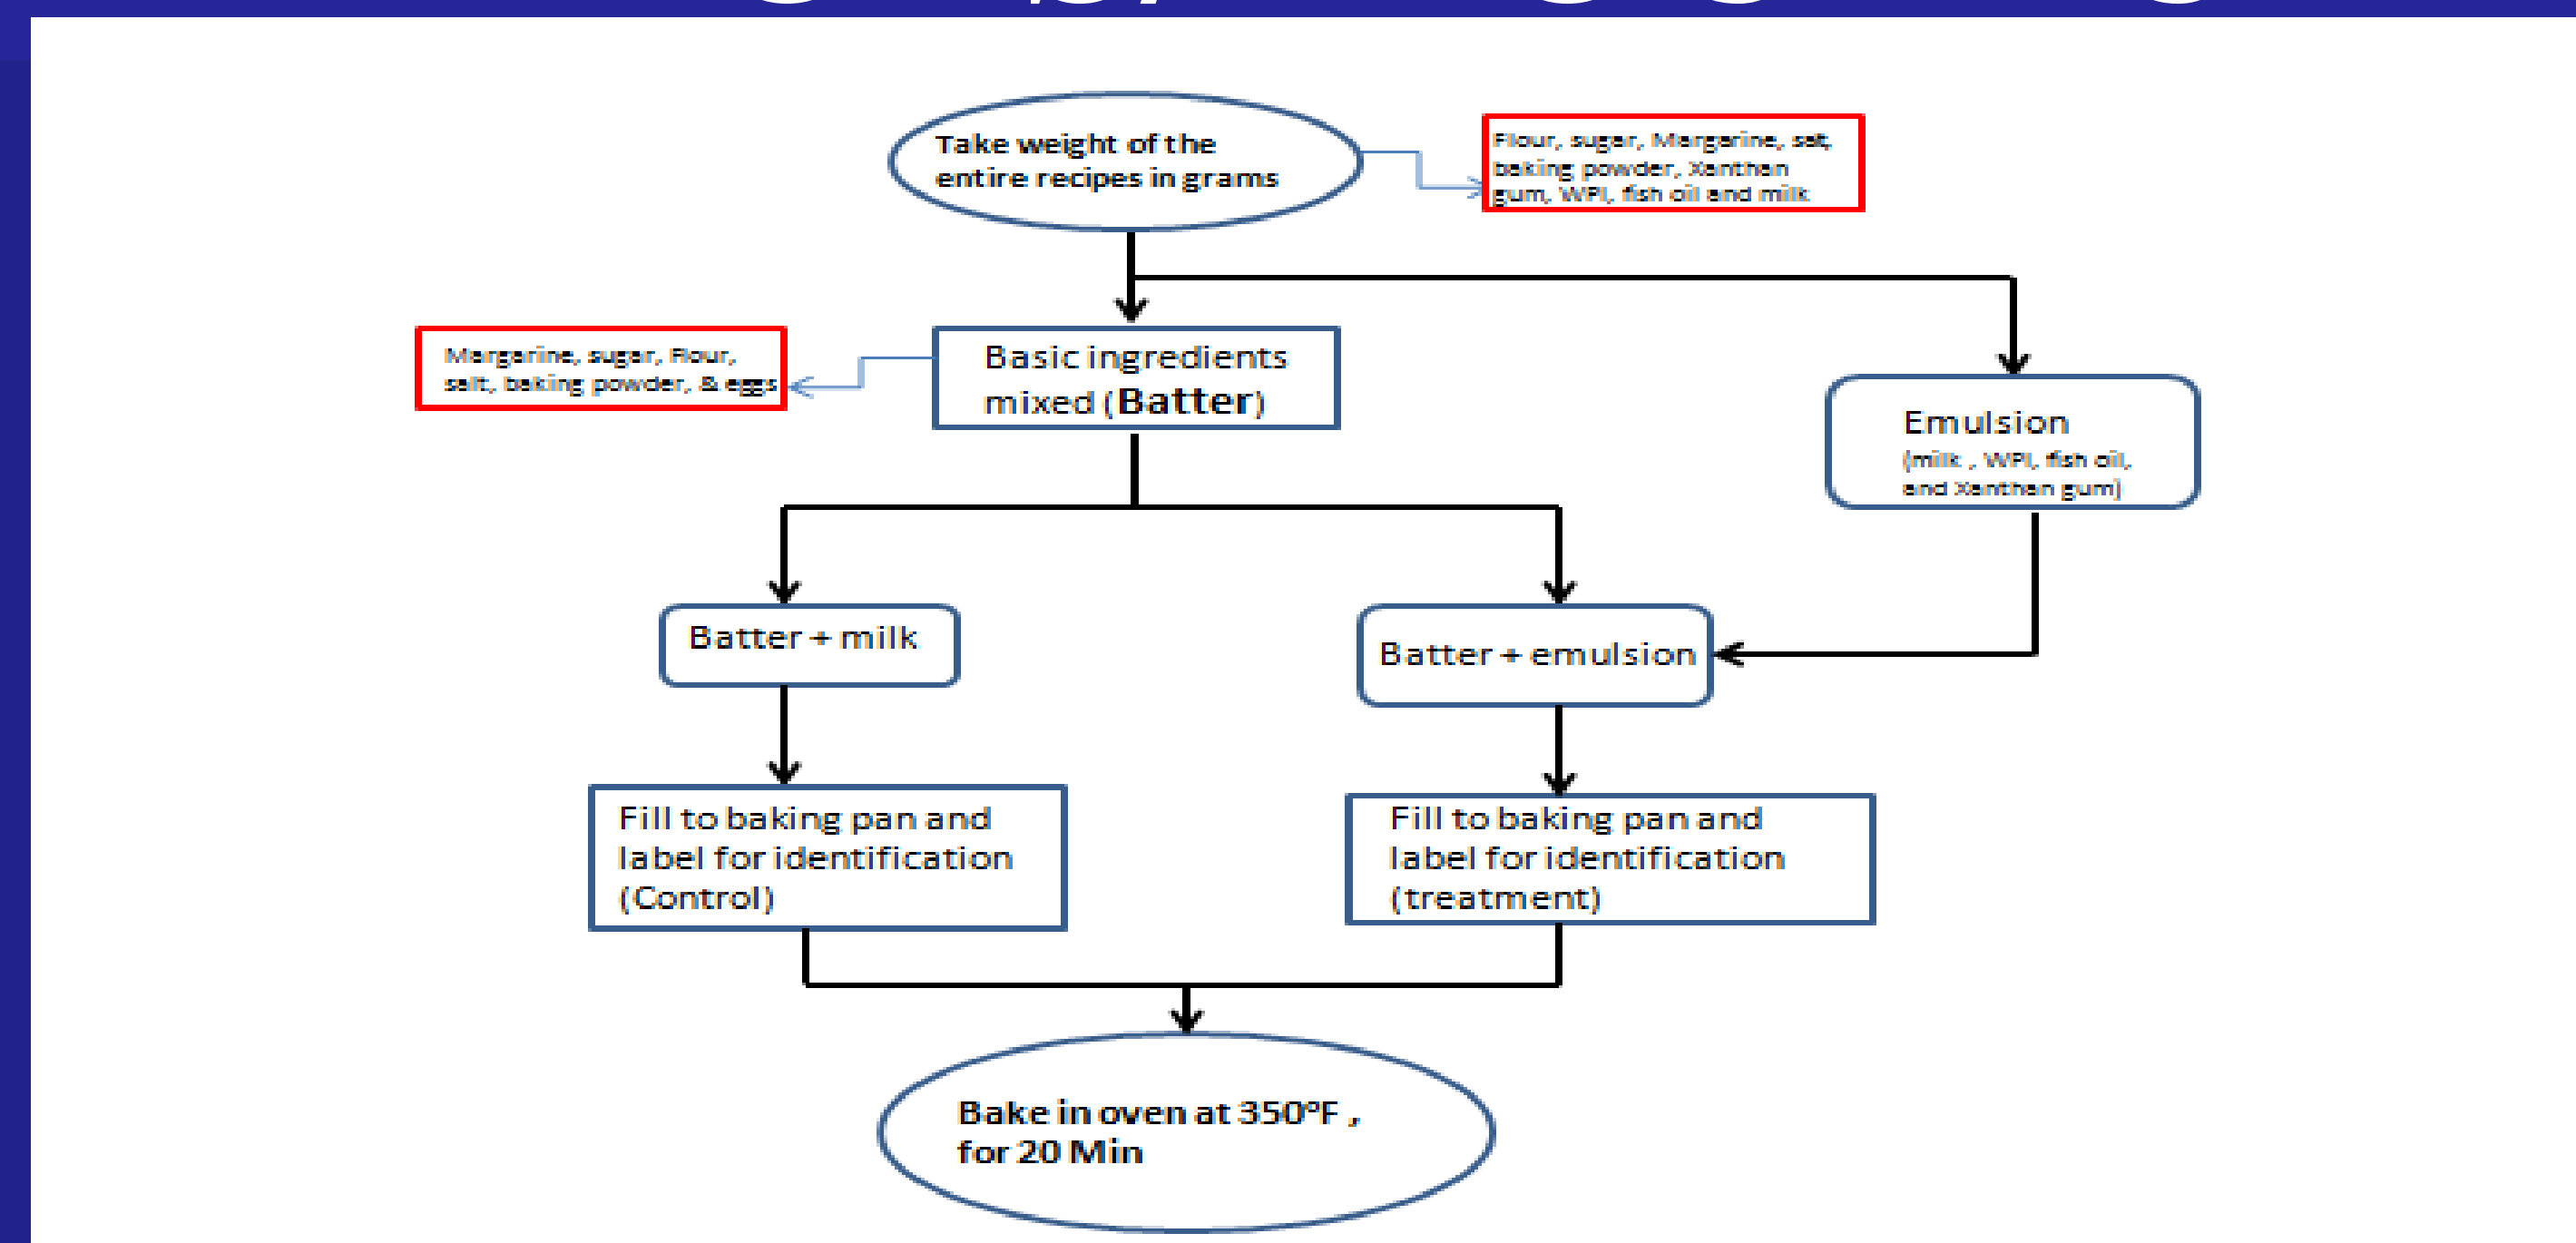 Take weight of the
entire recipes in grams
Flour, sugar, Margarine, salt,
baking powder, Xanthan
gum, WPI, fish oil and milk
Margarine, sugar, Flour,
salt, baking powder, & eggs
Basic ingredients
mixed (Batter)
Emulsion
(milk , WPI, fish oil,
and Xanthan gum)
Batter + milk
Batter + emulsion
Fill to baking pan and
label for identification
(Control)
Fill to baking pan and
label for identification
(treatment)
Bake in oven at 350°F ,
for 20 Min